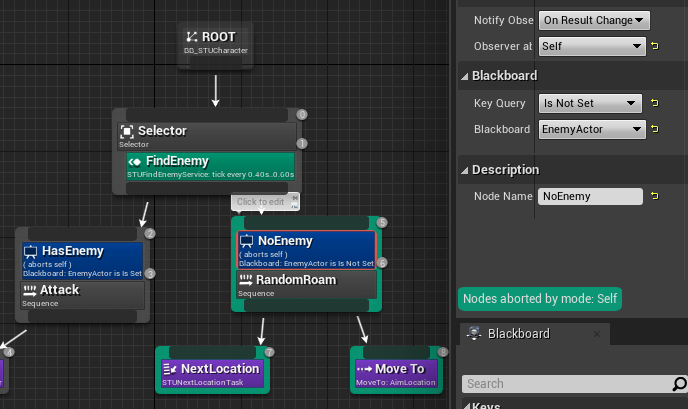 ROOT
BB_STUCharacter
0
1
Selector
Selector
FindEnemy
STUFindEnemyService: tick every 0.40s..0.60s
Click to edit
2
3
HasEnemy
( aborts self )
Blackboard: EnemyActor is Is Set
Attack
Sequence
5
6
NoEnemy
( aborts self )
Blackboard: EnemyActor is Is Not Set
RandomRoam
Sequence
4
7
NextLocation
STUNextLocationTask
8
Move To
MoveTo: AimLocation
Notify Obse
On Result Change
Observer ab
Self
Blackboard
Key Query
Is Not Set
Blackboard
EnemyActor
Description
Node Name
NoEnemy
Nodes aborted by mode: Self
Blackboard
Search
Keys